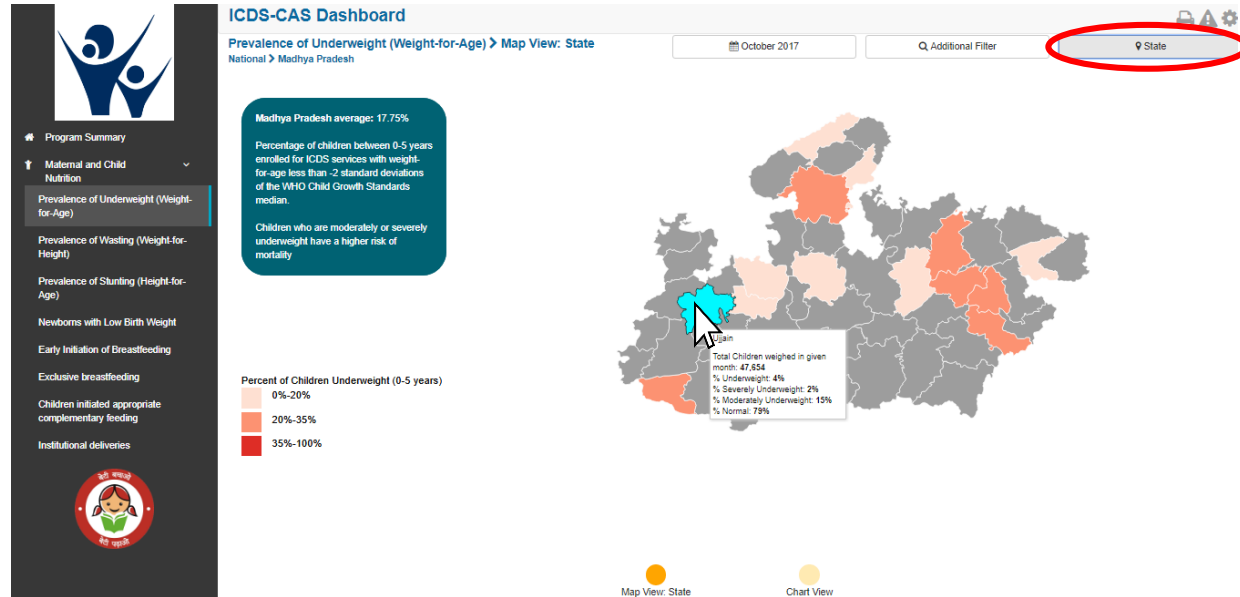 ICDS-CAS Dashboard
Prevalence of Underweight (Weight-for-Age) > Map View: State
National > Madhya Pradesh
October 2017
Additional Filter
State
Program Summary
Maternal and Child
Nutrition
Prevalence of Underweight (Weight-
for-Age)
Prevalence of Wasting (Weight-for-
Height)
Prevalence of Stunting (Height-for-
Age)
Newborns with Low Birth Weight
Early Initiation of Breastfeeding
Exclusive breastfeeding
Children initiated appropriate
complementary feeding
Institutional deliveries
बेटी बचाओ
बेटी पढ़ाओ
Madhya Pradesh average: 17.75%
Percentage of children between 0-5 years
enrolled for ICDS services with weight-
for-age less than -2 standard deviations
of the WHO Child Growth Standards
median.
Children who are moderately or severely
underweight have a higher risk of
mortality
Percent of Children Underweight (0-5 years)
0%-20%
20%-35%
35%-100%
Ujjain
Total Children weighed in given
month: 47,654
% Underweight: 4%
% Severely Underweight: 2%
% Moderately Underweight: 15%
% Normal: 79%
Map View: State
Chart View